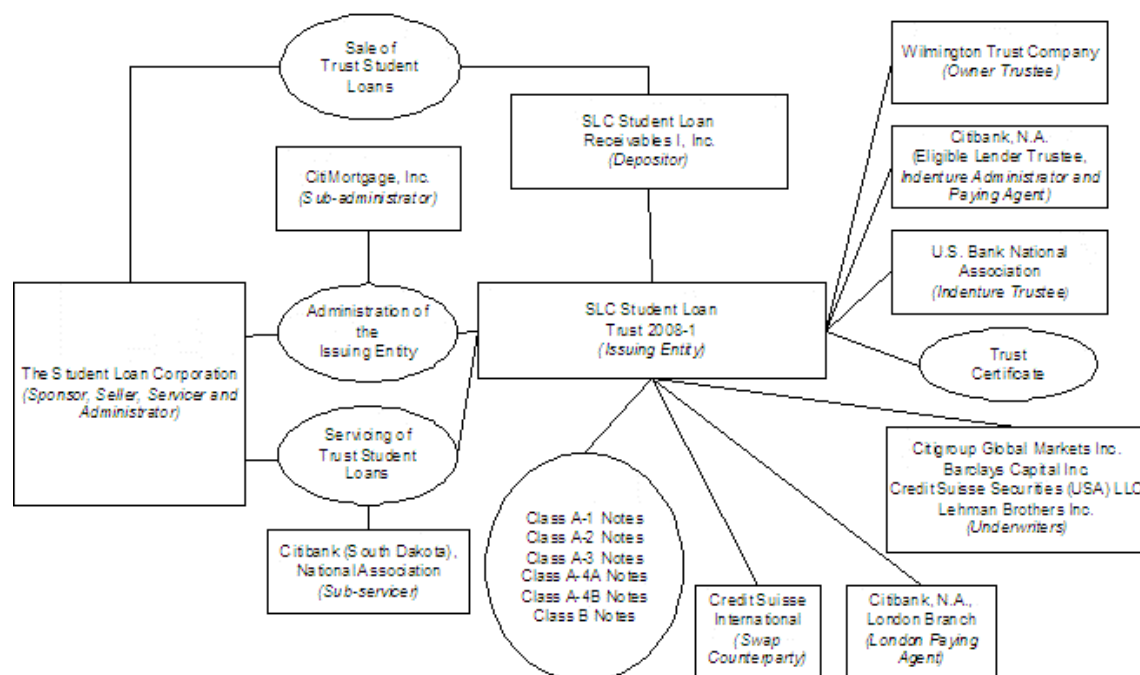 Sale of
Trust Student
Loans
Wilmington Trust Company
(Owner Trustee)
SLC Student Loan
Receivables I, Inc.
(Depositor)
Citibank, N.A.
(Eligible Lender Trustee,
Indenture Administrator and
Paying Agent)
CitiMortgage, Inc.
(Sub-administrator)
U.S. Bank National
Association
(Indenture Trustee)
Administration of
the
Issuing Entity
SLC Student Loan
Trust 2008-1
(Issuing Entity)
Trust
Certificate
The Student Loan Corporation
(Sponsor, Seller, Servicer and
Administrator)
Servicing of
Trust Student
Loans
Citigroup Global Markets Inc.
Barclays Capital Inc.
Credit Suisse Securities (USA) LLC
Lehman Brothers Inc.
(Underwriters)
Citibank (South Dakota),
National Association
(Sub-servicer)
Class A-1 Notes
Class A-2 Notes
Class A-3 Notes
Class A-4A Notes
Class A-4B Notes
Class B Notes
Credit Suisse
International
(Swap
Counterparty)
Citibank, N.A.,
London Branch
(London Paying
Agent)